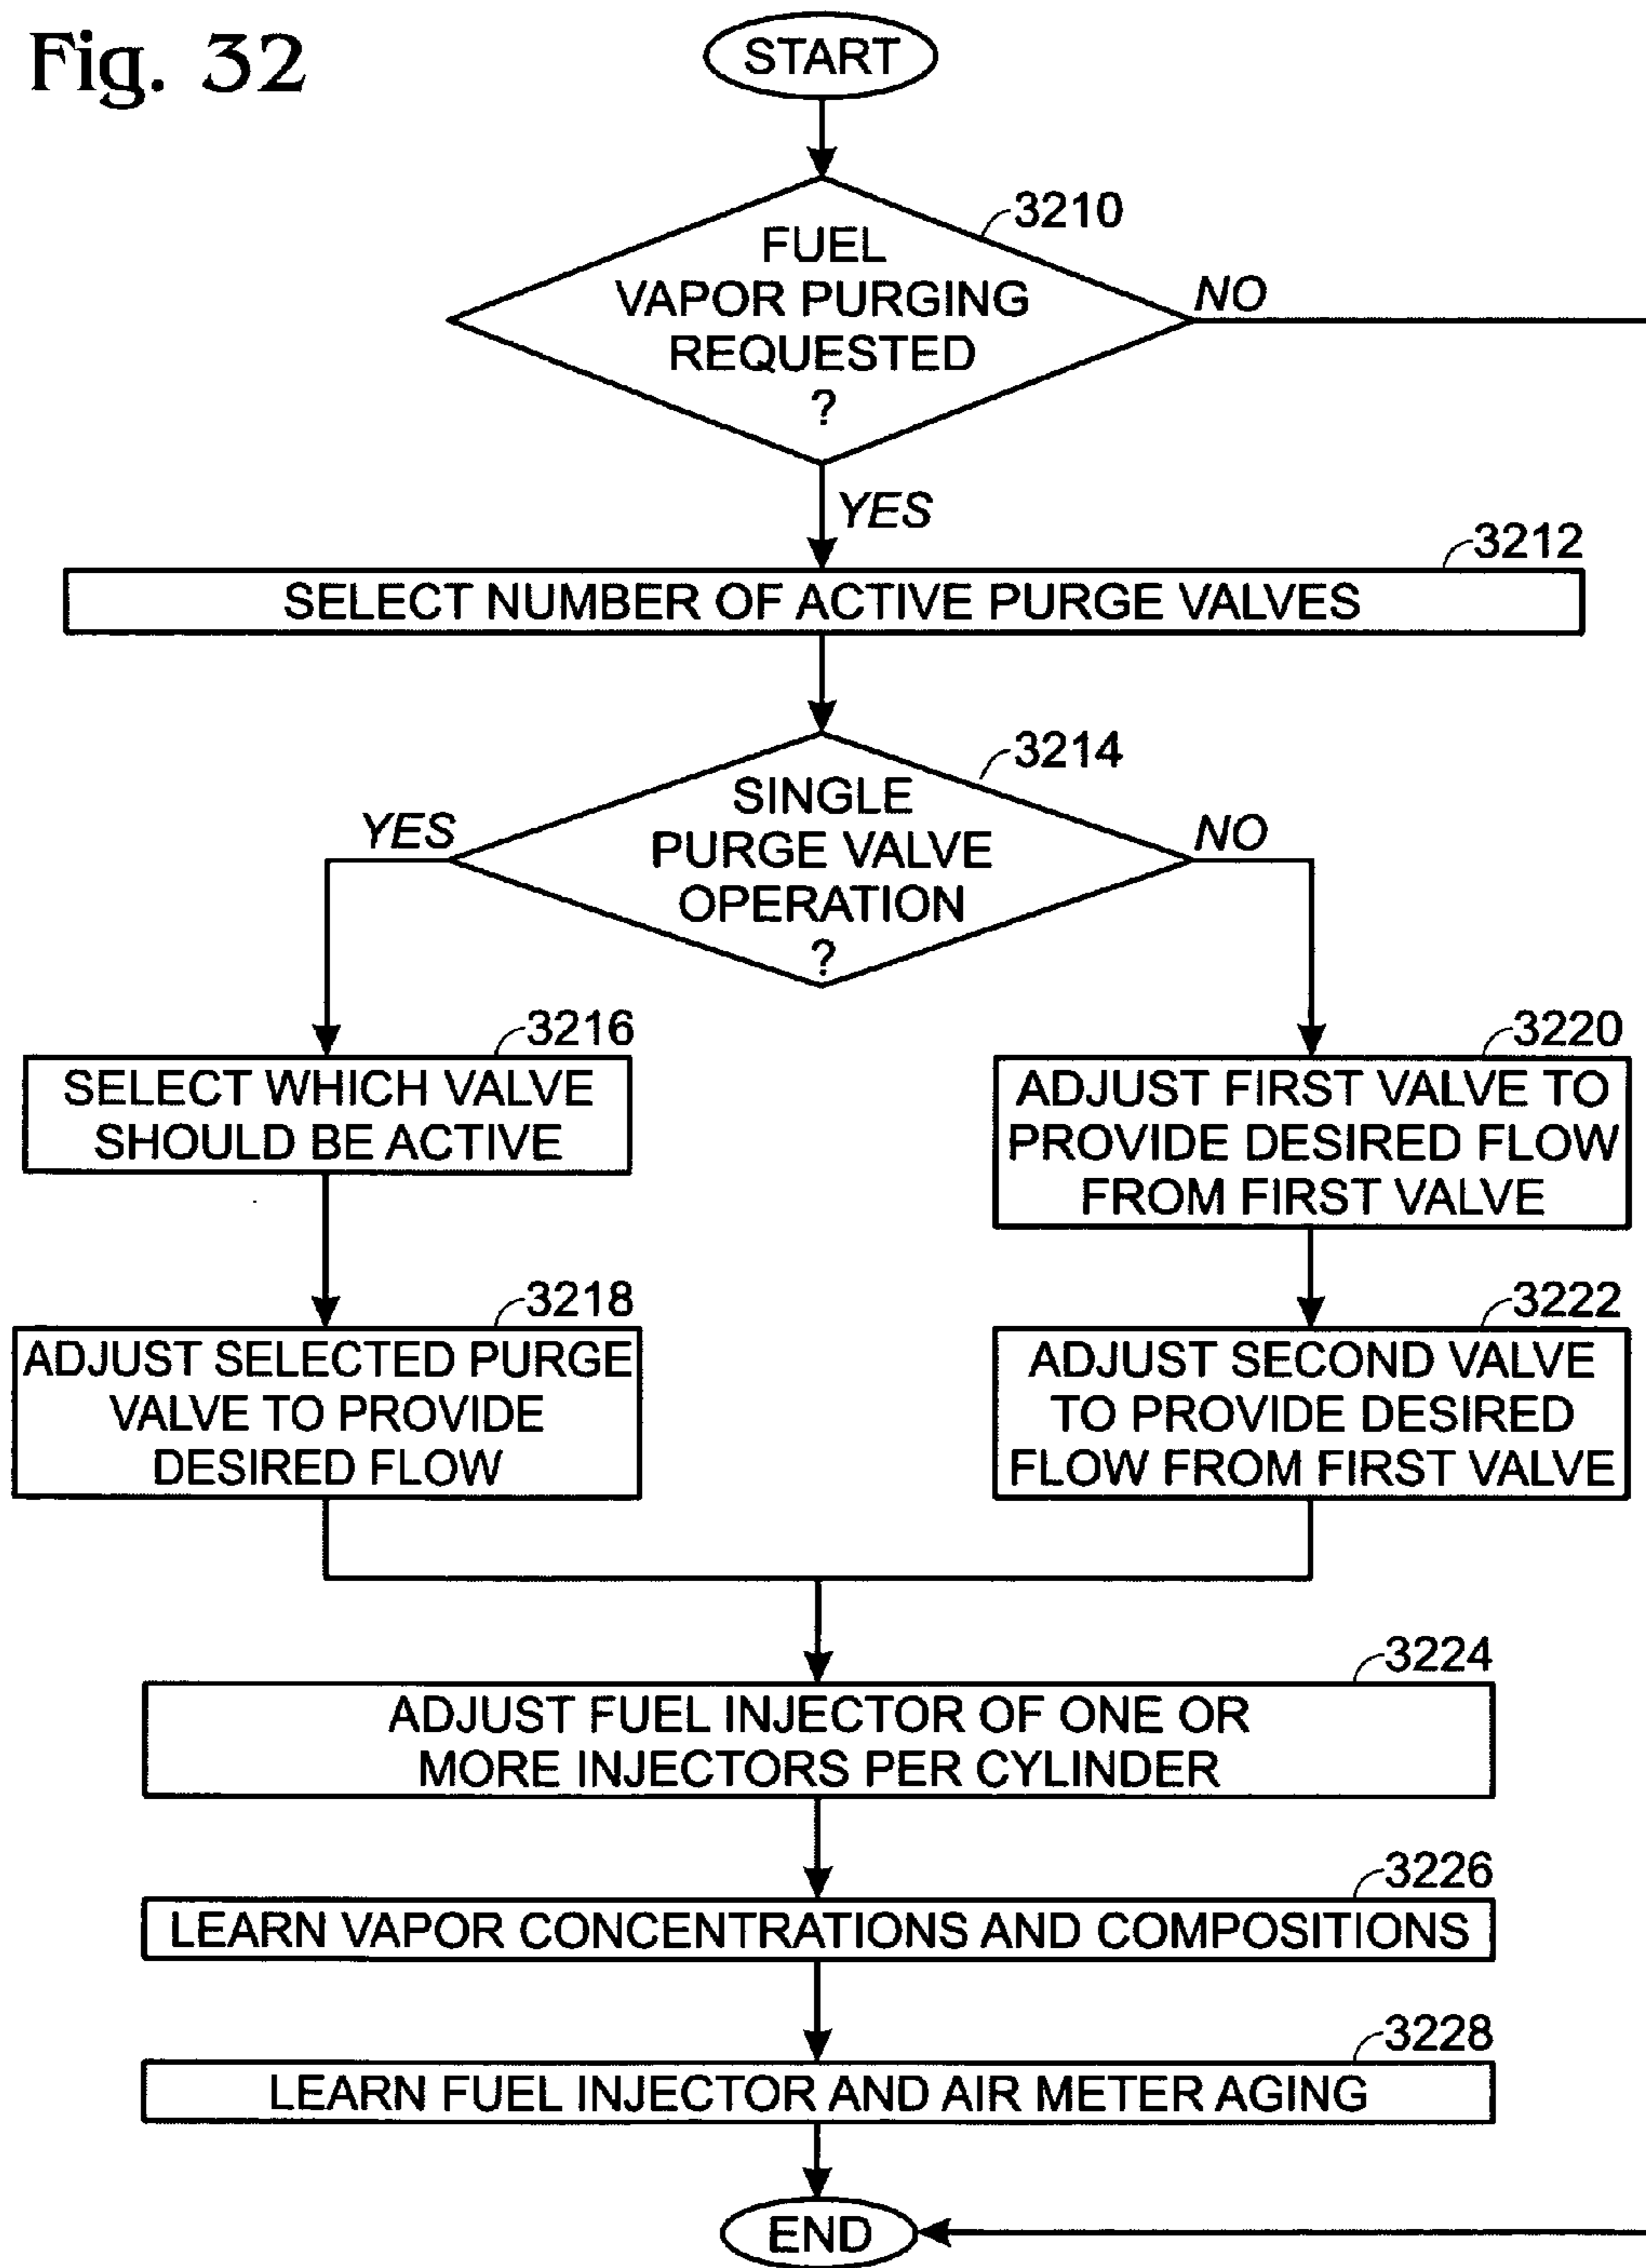 Fig. 32
START
3210
FUEL
VAPOR PURGING
REQUESTED
?
NO
YES
3212
SELECT NUMBER OF ACTIVE PURGE VALVES
3214
SINGLE
PURGE VALVE
OPERATION
?
YES
NO
3216
SELECT WHICH VALVE
SHOULD BE ACTIVE
3220
ADJUST FIRST VALVE TO
PROVIDE DESIRED FLOW
FROM FIRST VALVE
3218
ADJUST SELECTED PURGE
VALVE TO PROVIDE
DESIRED FLOW
3222
ADJUST SECOND VALVE
TO PROVIDE DESIRED
FLOW FROM FIRST VALVE
3224
ADJUST FUEL INJECTOR OF ONE OR
MORE INJECTORS PER CYLINDER
3226
LEARN VAPOR CONCENTRATIONS AND COMPOSITIONS
3228
LEARN FUEL INJECTOR AND AIR METER AGING
END